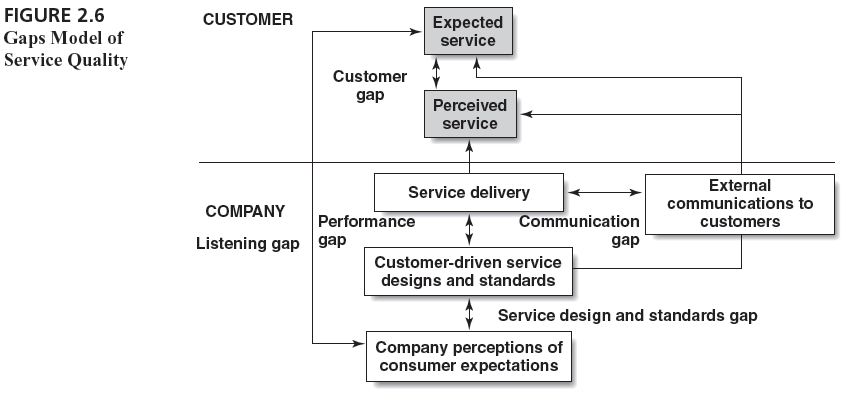 FIGURE 2.6
Gaps Model of
Service Quality
CUSTOMER
Expected
service
Customer
gap
Perceived
service
COMPANY
Listening gap
Service delivery
External
communications to
customers
Performance
gap
Communication
gap
Customer-driven service
designs and standards
Service design and standards gap
Company perceptions of
consumer expectations